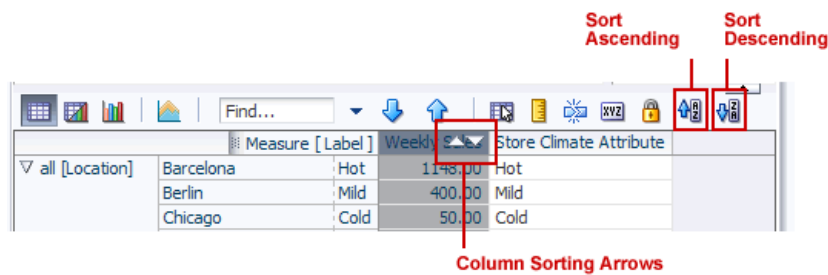 Sort Ascending
Sort Descending
Find...
XYZ
A Z
Z A
Measure [ Label ] Weekly Sales Store Climate Attribute
all [Location] Barcelona Hot 1148.00 Hot
Berlin Mild 400.00 Mild
Chicago Cold 50.00 Cold
Column Sorting Arrows